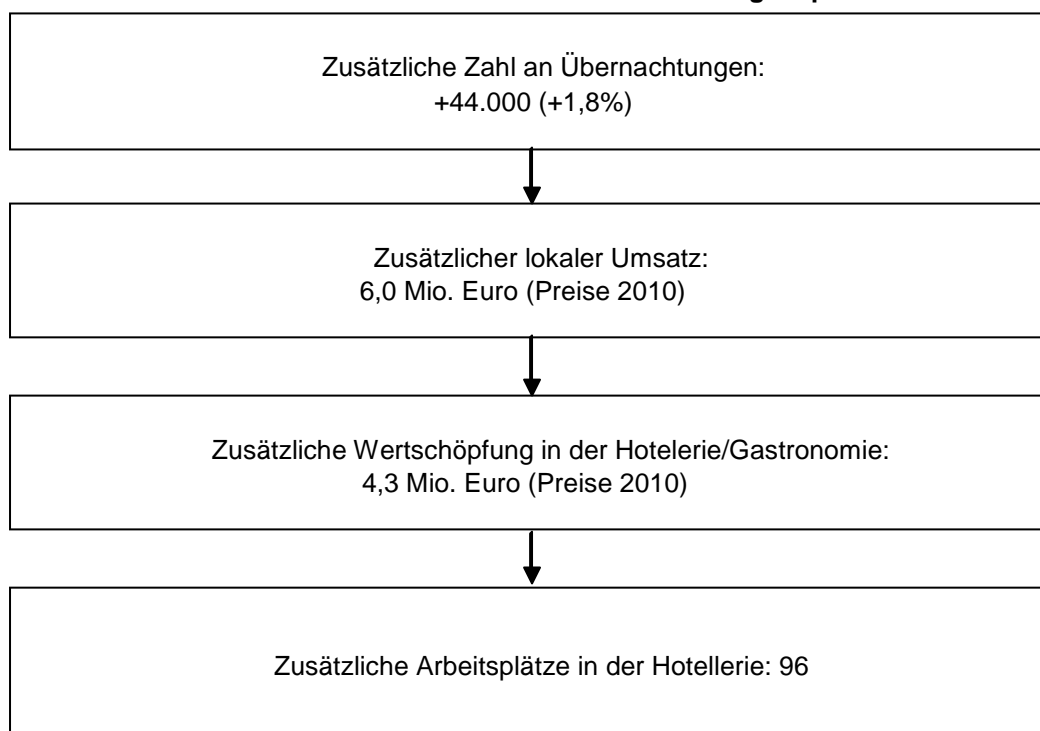 Zusätzliche Zahl an Übernachtungen:
+44.000 (+1,8%)
Zusätzlicher lokaler Umsatz:
6,0 Mio. Euro (Preise 2010)
Zusätzliche Wertschöpfung in der Hotelerie/Gastronomie:
4,3 Mio. Euro (Preise 2010)
Zusätzliche Arbeitsplätze in der Hotellerie: 96